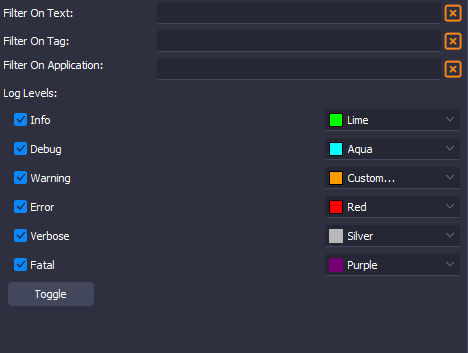 Filter On Text:
Filter On Tag:
Filter On Application:
Log Levels:
Info Lime
Debug Aqua
Warning Custom...
Error Red
Verbose Silver
Fatal Purple
Toggle